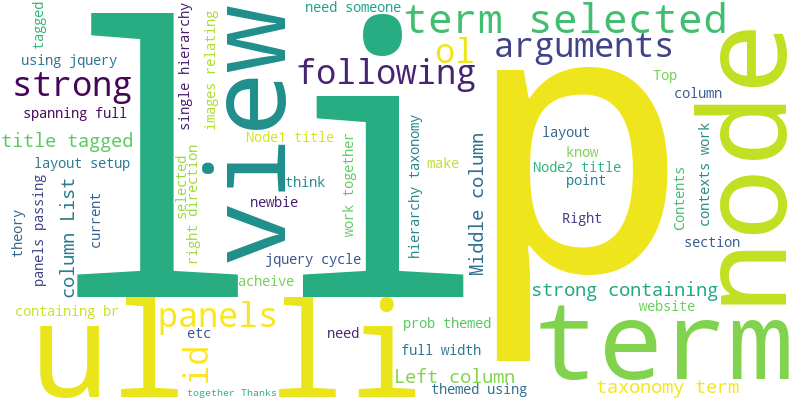 need someone
term selected
tagged
single hierarchy
images relating
view
li
p
node
ol
arguments
using jquery
strong
following
Top
column
spanning full
title tagged
Node1 title
layout
know
Node2 title
point
layout setup
think
make
work together
hierarchy taxonomy
Middle column
Contents
contexts work
selected
right direction
newbie
Right
theory
panels passing
column List
current
section
jquery cycle
acheive
strong containing
website
containing br
panels
ul
li
id
etc
need
prob themed
full width
term
Left column
themed using
taxonomy term
together Thanks